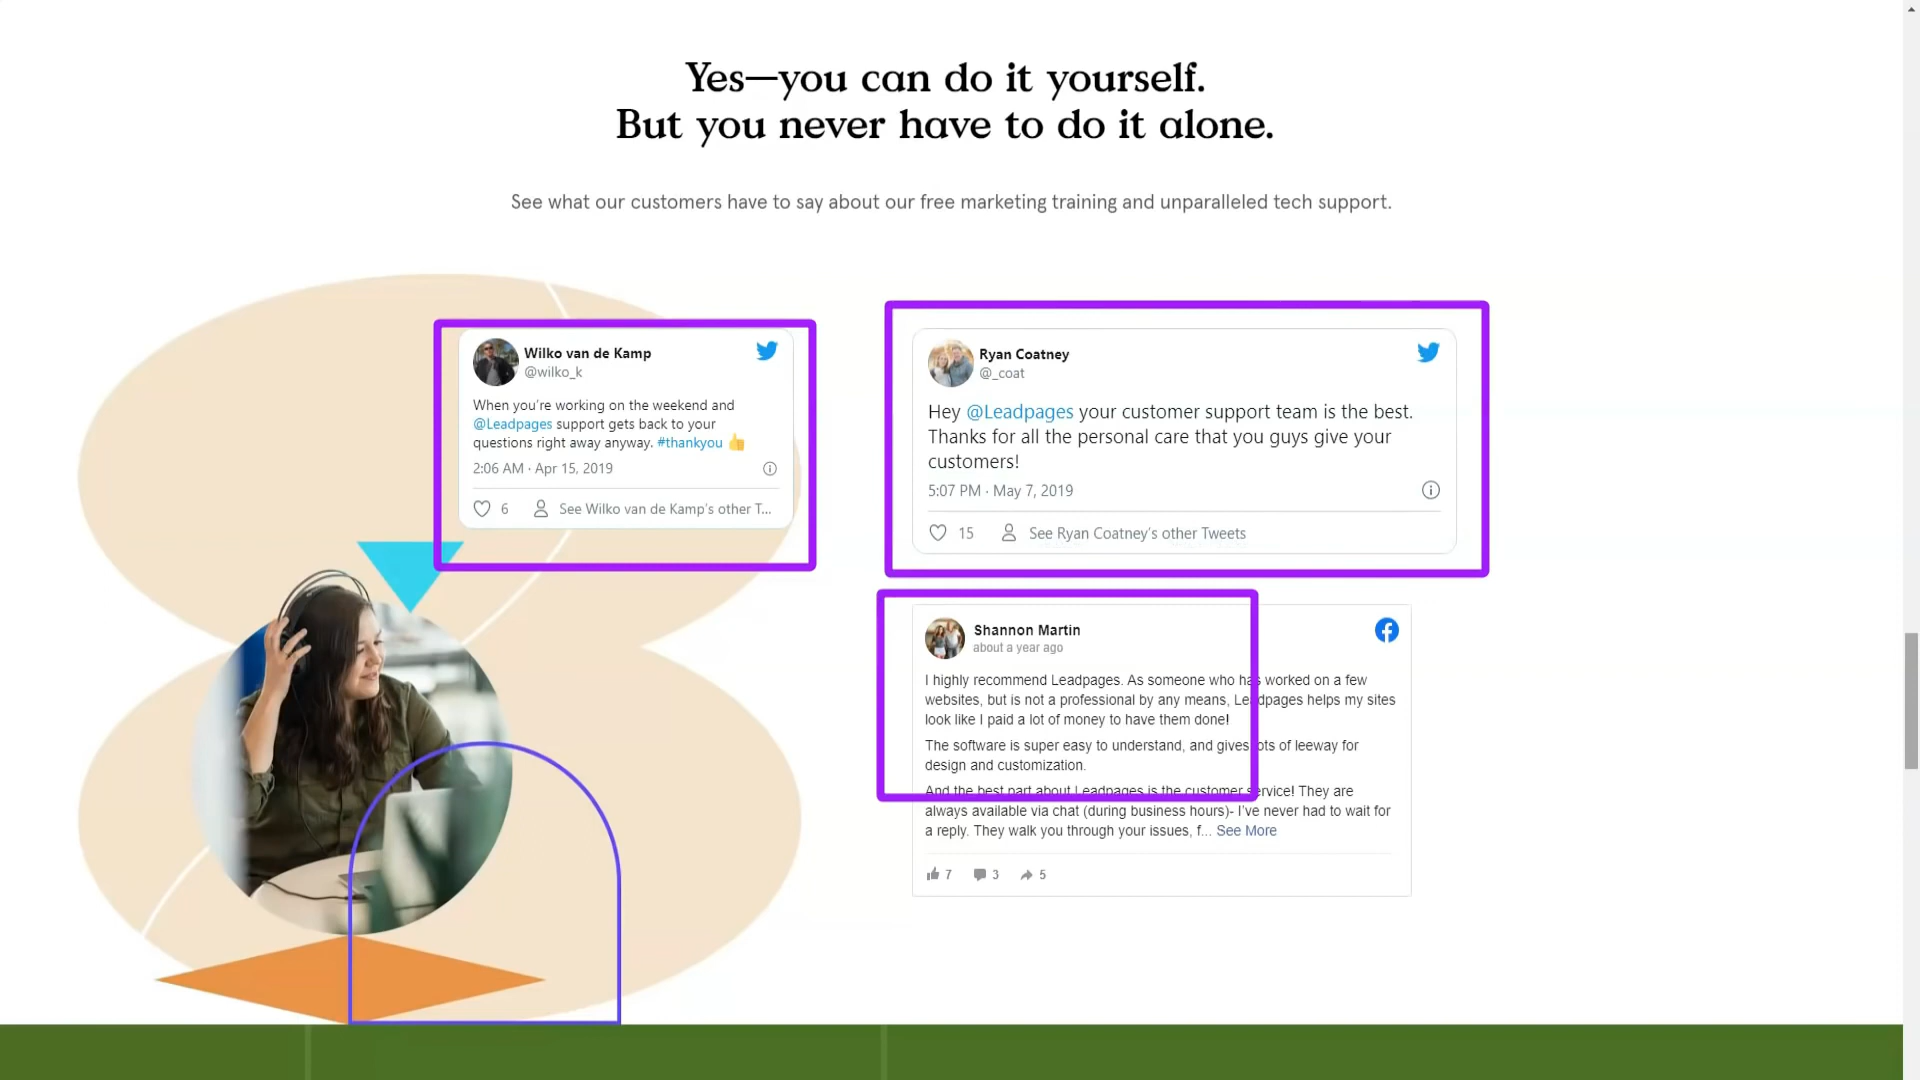 Yes—you can do it yourself.
But you never have to do it alone.
See what our customers have to say about our free marketing training and unparalleled tech support.
Wilko van de Kamp
@wilko_k
When you’re working on the weekend and
@Leadpages support gets back to your
questions right away anyway. #thankyou 👍
2:06 AM · Apr 15, 2019
6 See Wilko van de Kamp's other T...
Ryan Coatney
@_coat
Hey @Leadpages your customer support team is the best.
Thanks for all the personal care that you guys give your
customers!
5:07 PM · May 7, 2019
15 See Ryan Coatney's other Tweets
Shannon Martin
about a year ago
I highly recommend Leadpages. As someone who has worked on a few
websites, but is not a professional by any means, Leadpages helps my sites
look like I paid a lot of money to have them done!
The software is super easy to understand, and gives lots of leeway for
design and customization.
And the best part about Leadpages is the customer service! They are
always available via chat (during business hours)- I've never had to wait for
a reply. They walk you through your issues, f... See More
7 3 5